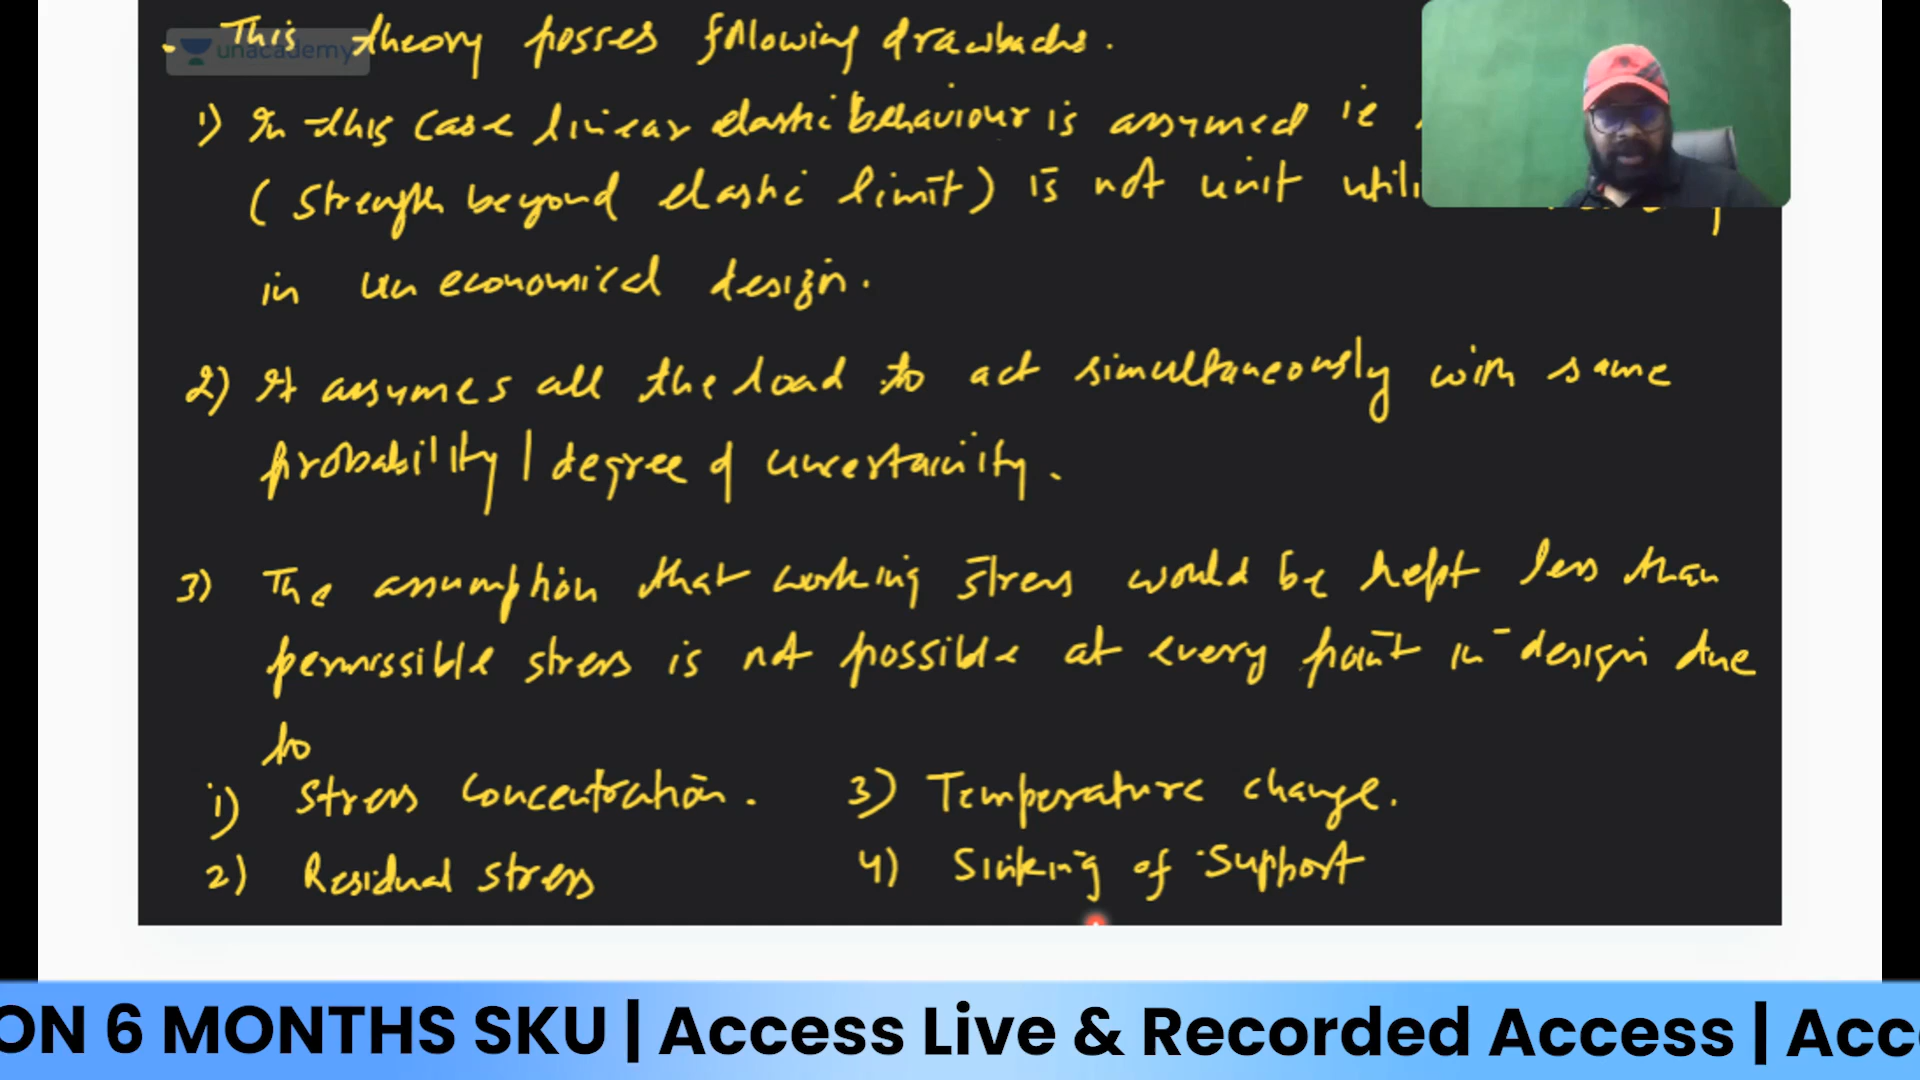 - This theory posses following drawbacks.
unacademy
1) In this case linear elastic behaviour is assumed ie
(strength beyond elastic limit) is not unit utili
in uneconomical design.
2) It assumes all the load to act simultaneously with same
probability | degree of uncertainity.
3) The assumption that working stress would be kept less than
permissible stress is not possible at every point in design due
to
i) Stress concentration. 3) Temperature change.
2) Residual stress 4) Sinking of Support
ON 6 MONTHS SKU | Access Live & Recorded Access | Acc